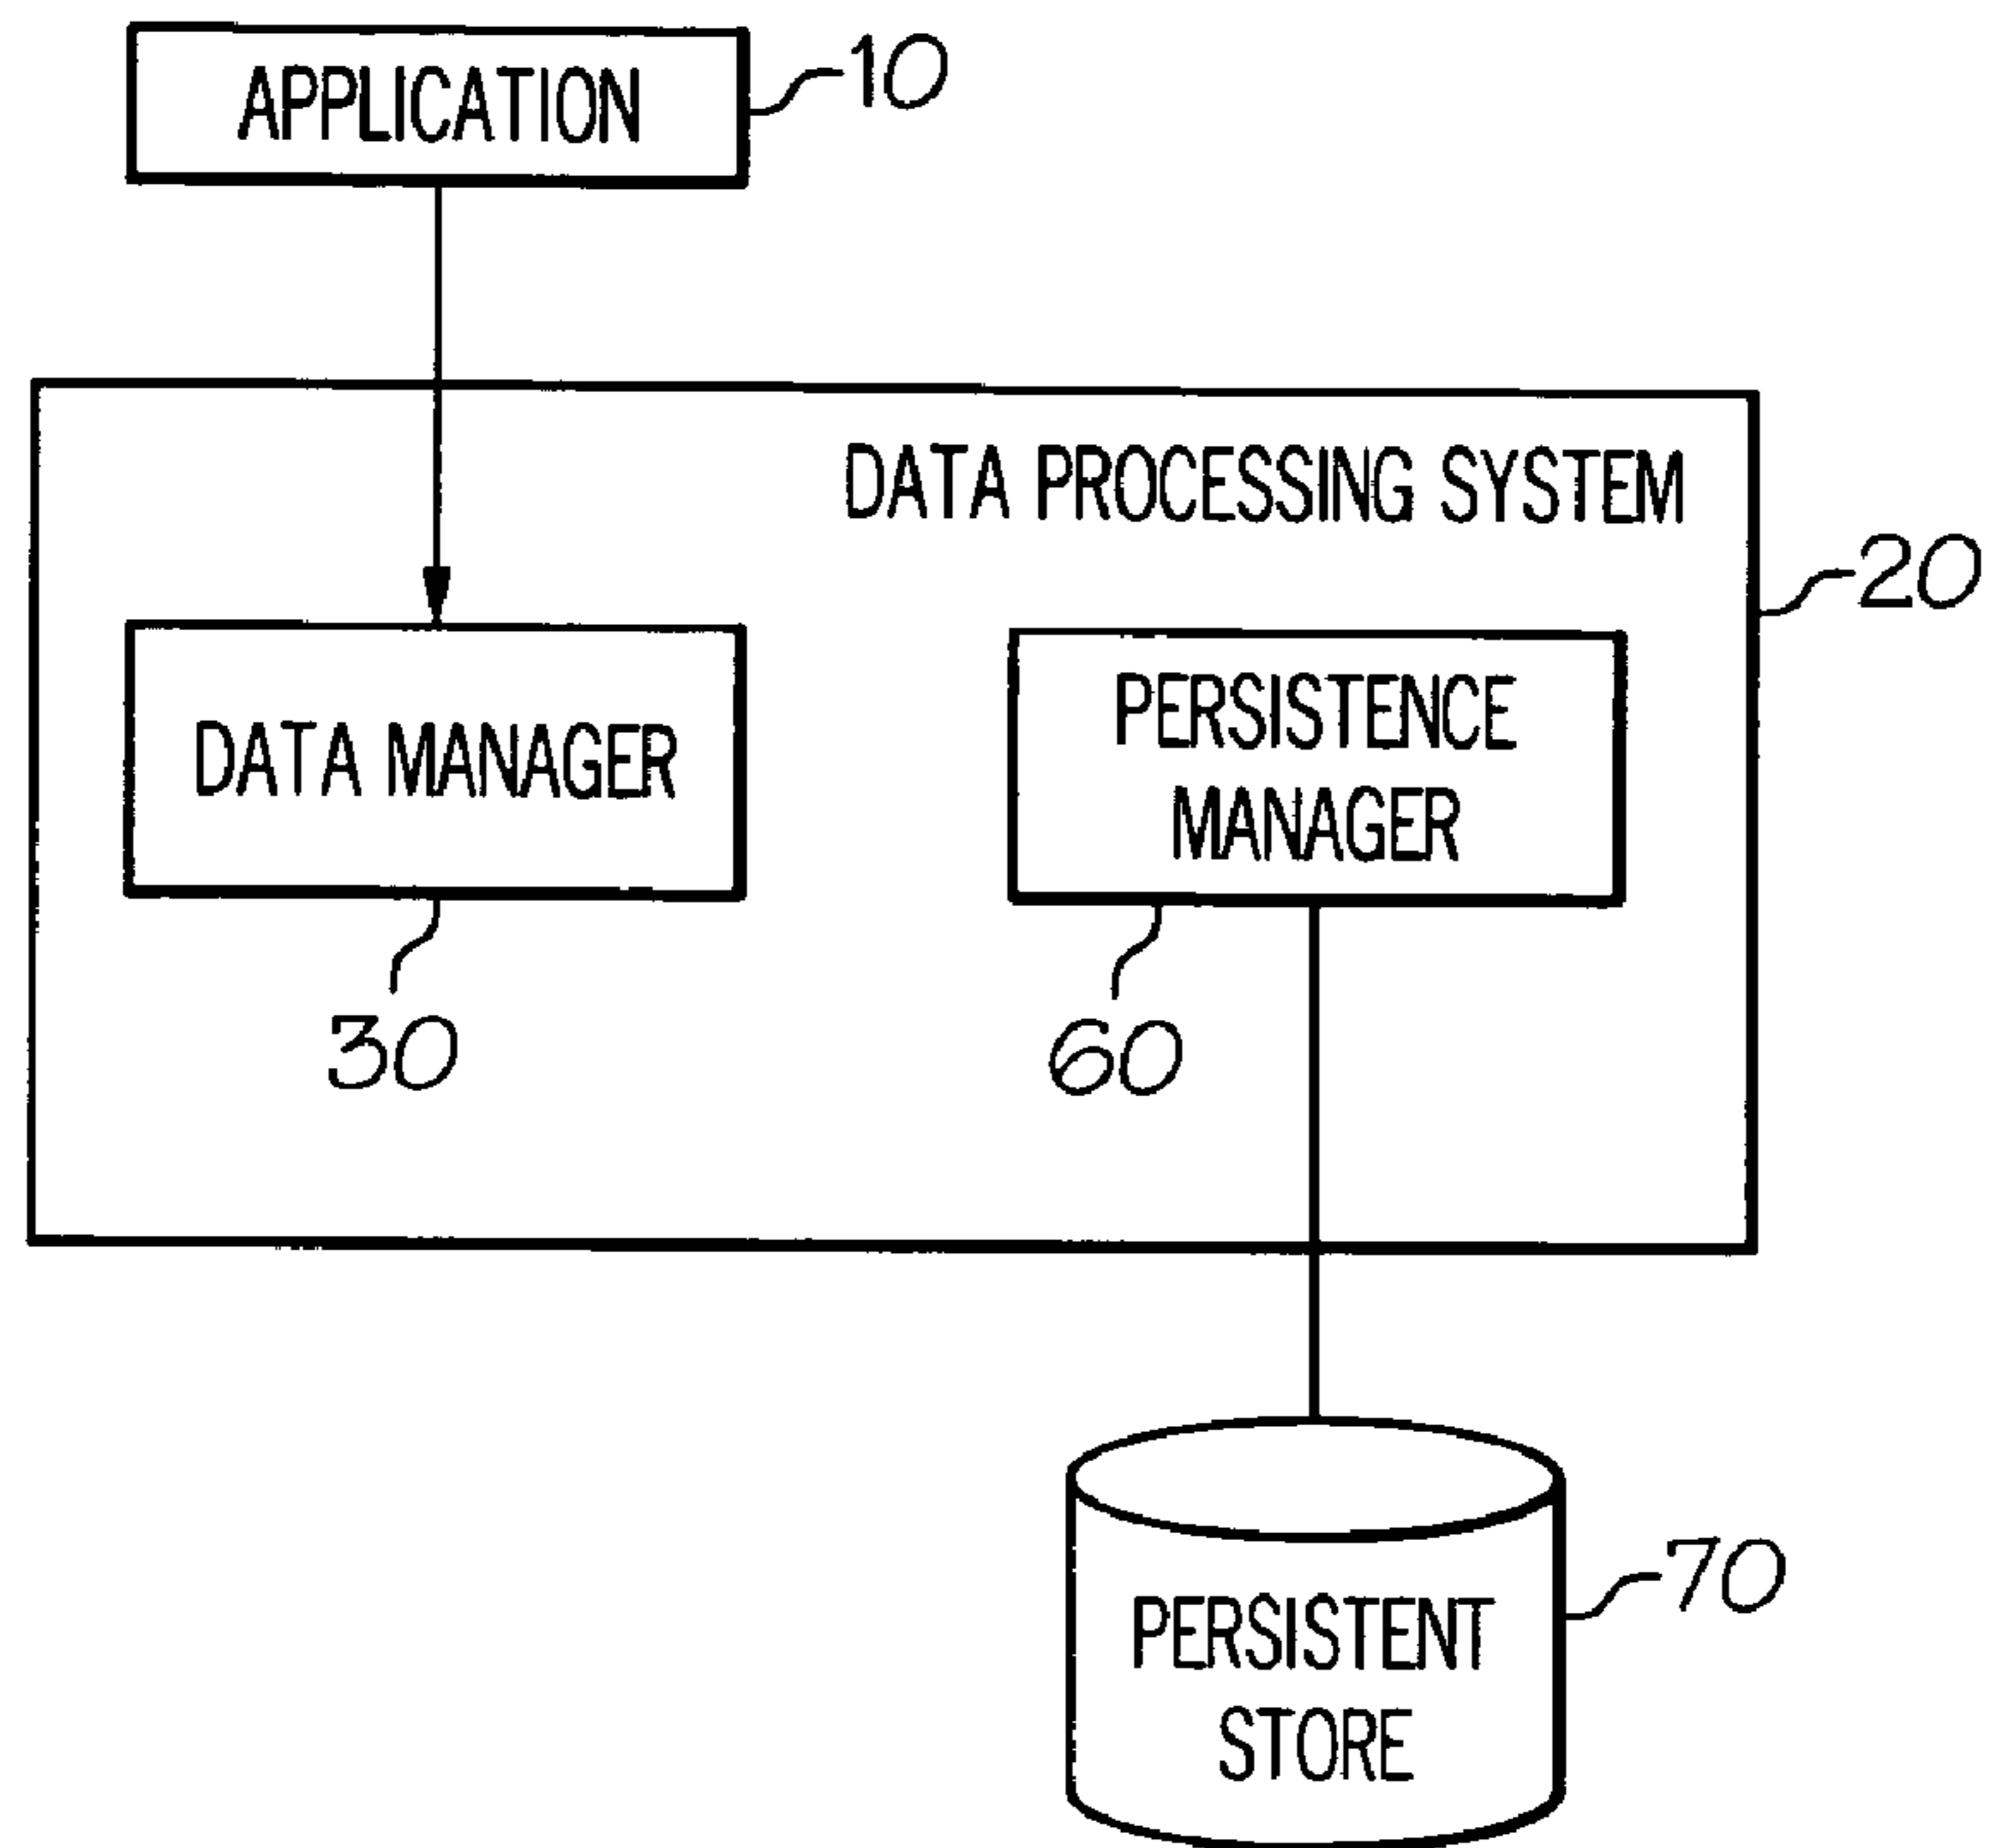 APPLICATION
10
DATA PROCESSING SYSTEM
20
DATA MANAGER
PERSISTENCE
MANAGER
30
60
70
PERSISTENT
STORE